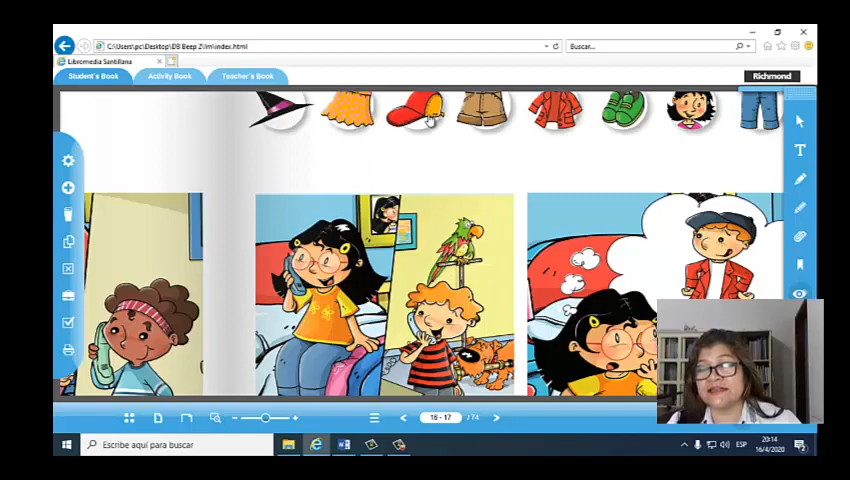 C:\Users\pc\Desktop\DB Beep 2\lm\index.html
Buscar...
Libromedia Santillana
Student's Book
Activity Book
Teacher's Book
Richmond
16 - 17
/ 74
Escribe aquí para buscar
ESP
20:14
16/4/2020